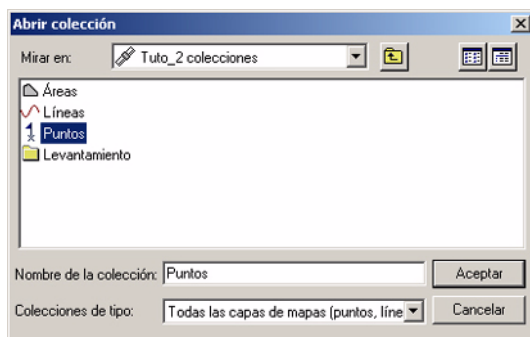 Abrir colección
Mirar en: Tuto_2 colecciones
Áreas
Líneas
Puntos
Levantamiento
Nombre de la colección: Puntos Aceptar
Colecciones de tipo: Todas las capas de mapas (puntos, líne Cancelar